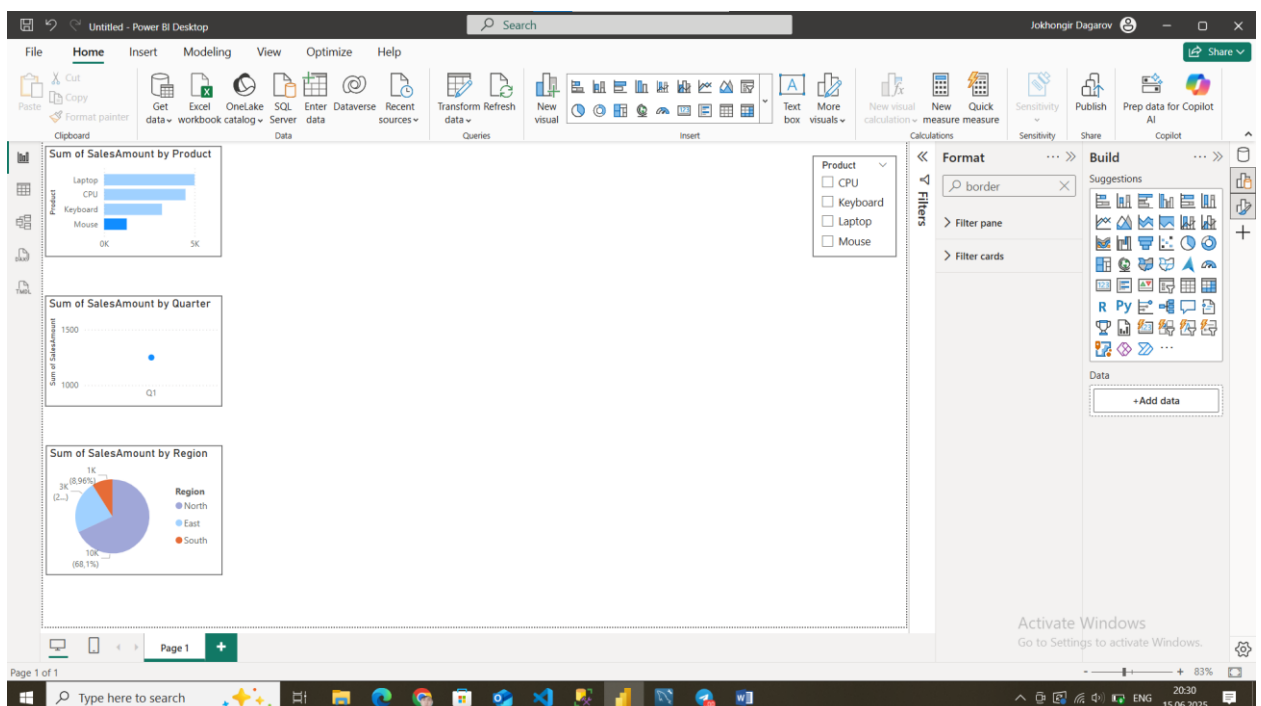 Untitled - Power BI Desktop
Search
Jokhongir Dagarov
File Home Insert Modeling View Optimize Help
Share
Paste
Cut
Copy
Format painter
Clipboard
Get data
Excel workbook
OneLake catalog
SQL Server
Enter data
Dataverse
Recent sources
Data
Transform data
Refresh
Queries
New visual
Text box
More visuals
Insert
New visual calculation
New measure
Quick measure
Calculations
Sensitivity
Sensitivity
Publish
Share
Prep data for AI
Copilot
Copilot
Sum of SalesAmount by Product
Product
Laptop
CPU
Keyboard
Mouse
0K 5K
Sum of SalesAmount by Quarter
Sum of SalesAmount
1500
1000
Q1
Sum of SalesAmount by Region
1K
(8,96%)
3K
(2...)
10K
(68,1%)
Region
North
East
South
Product
CPU
Keyboard
Laptop
Mouse
Filters
Format
border
Filter pane
Filter cards
Build
Suggestions
R Py
Data
+Add data
Activate Windows
Go to Settings to activate Windows.
Page 1
Page 1 of 1
83%
Type here to search
ENG
20:30
15.06.2025